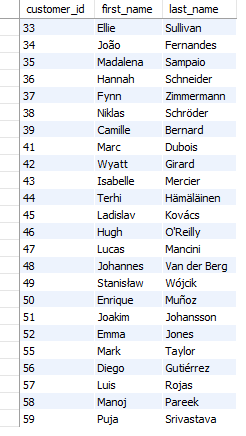 customer_id first_name last_name
33 Ellie Sullivan
34 João Fernandes
35 Madalena Sampaio
36 Hannah Schneider
37 Fynn Zimmermann
38 Niklas Schröder
39 Camille Bernard
41 Marc Dubois
42 Wyatt Girard
43 Isabelle Mercier
44 Terhi Hämäläinen
45 Ladislav Kovács
46 Hugh O'Reilly
47 Lucas Mancini
48 Johannes Van der Berg
49 Stanisław Wójcik
50 Enrique Muñoz
51 Joakim Johansson
52 Emma Jones
55 Mark Taylor
56 Diego Gutiérrez
57 Luis Rojas
58 Manoj Pareek
59 Puja Srivastava